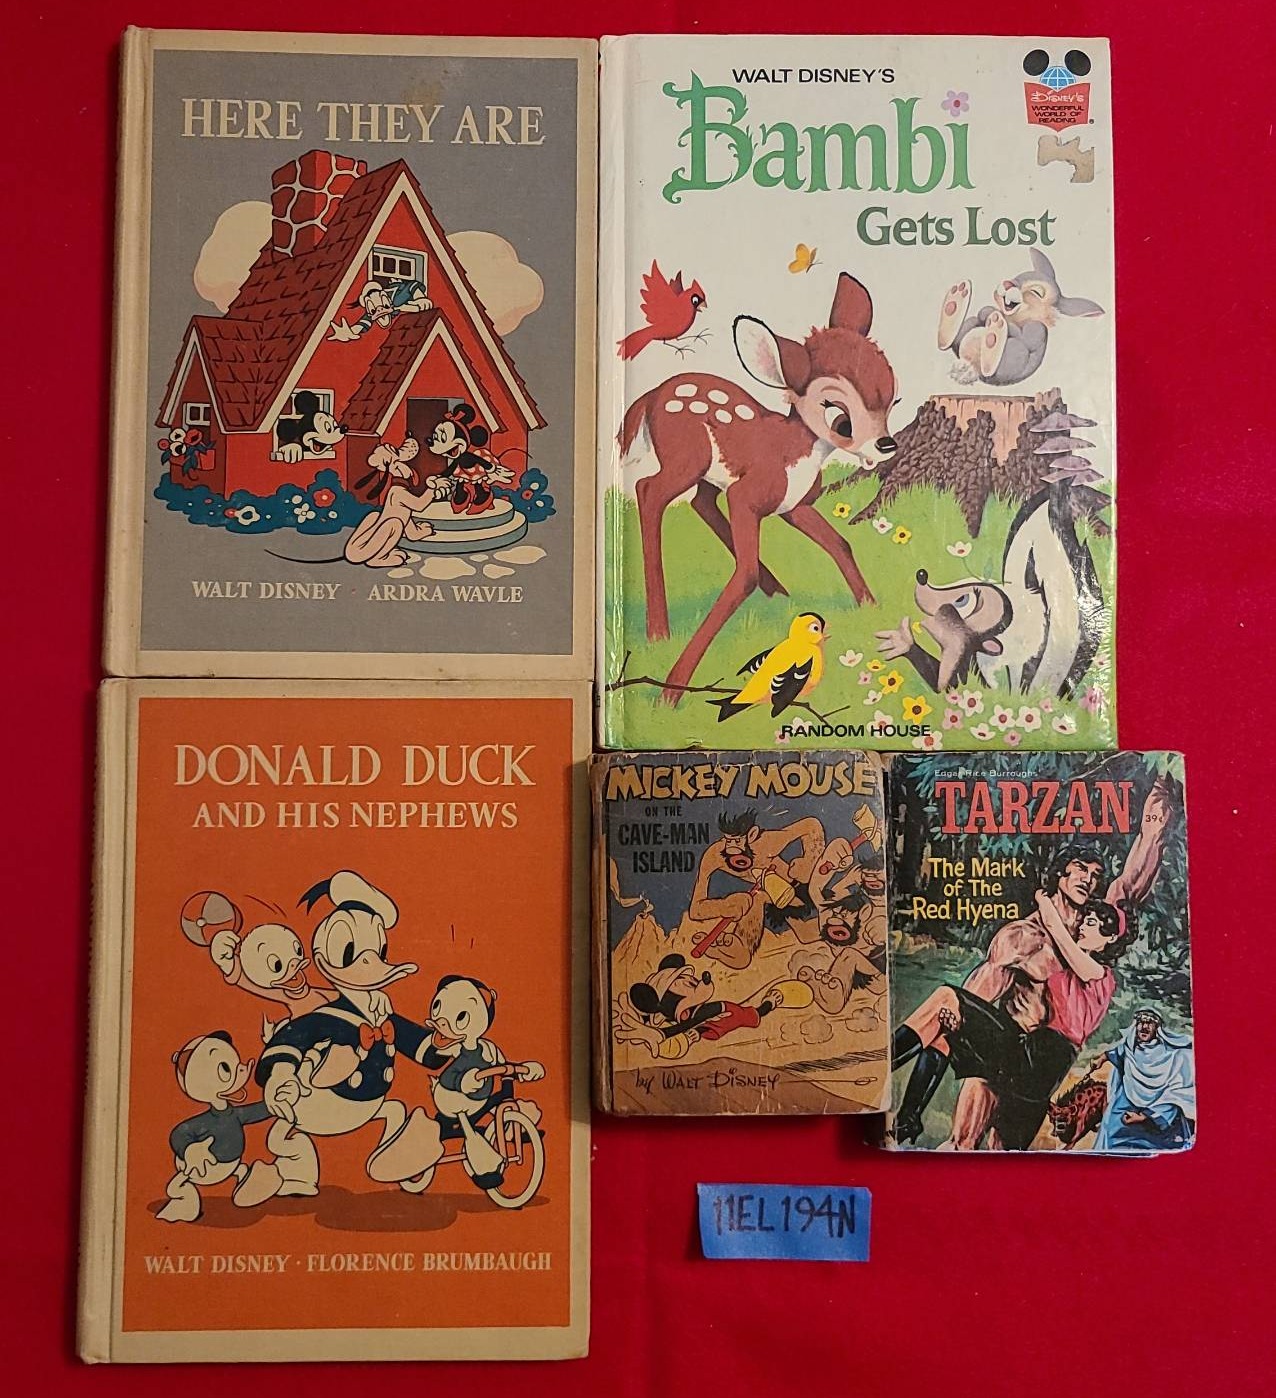 HERE THEY ARE
WALT DISNEY · ARDRA WAVLE
WALT DISNEY'S
Bambi
Gets Lost
DISNEY'S
WONDERFUL
WORLD OF
READING
®
RANDOM HOUSE
DONALD DUCK
AND HIS NEPHEWS
WALT DISNEY · FLORENCE BRUMBAUGH
MICKEY MOUSE
ON THE
CAVE-MAN
ISLAND
by WALT DISNEY
Edgar Rice Burroughs'
TARZAN
39¢
The Mark
of The
Red Hyena
11EL194N